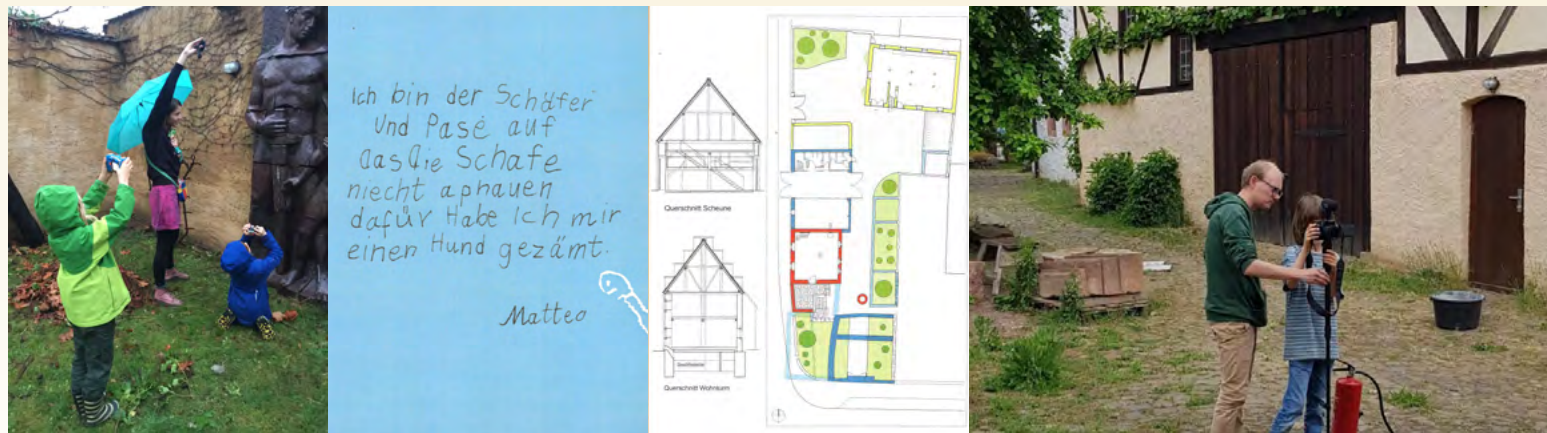 Ich bin der Schäfer
Und Pase auf
das die Schafe
niecht aphauen
dafür Habe Ich mir
einen Hund gezämt.
Matteo
Querschnitt Scheune
Querschnitt Wohnturm